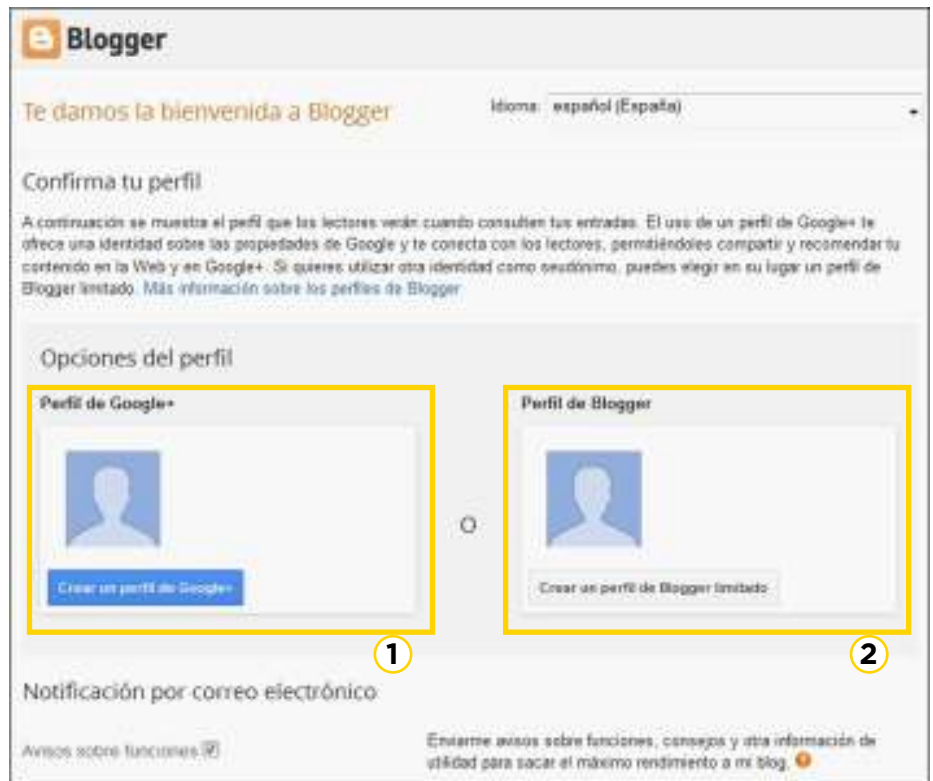 Blogger
Te damos la bienvenida a Blogger
Idioma español (España)
Confirma tu perfil
A continuación se muestra el perfil que los lectores verán cuando consulten tus entradas. El uso de un perfil de Google+ te
ofrece una identidad sobre las propiedades de Google y te conecta con los lectores, permitiéndoles compartir y recomendar tu
contenido en la Web y en Google+. Si quieres utilizar otra identidad como seudónimo, puedes elegir en su lugar un perfil de
Blogger limitado. Más información sobre los perfiles de Blogger
Opciones del perfil
Perfil de Google+
Crear un perfil de Google+
1
O
Perfil de Blogger
Crear un perfil de Blogger limitado
2
Notificación por correo electrónico
Avisos sobre funciones
Enviarme avisos sobre funciones, consejos y otra información de
utilidad para sacar el máximo rendimiento a mi blog.